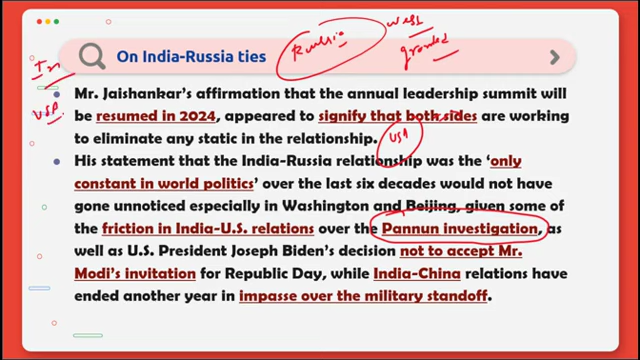 west
Russia
On India-Russia ties
USA
Mr. Jaishankar's affirmation that the annual leadership summit will
be resumed in 2024, appeared to signify that both sides are working
to eliminate any static in the relationship.
USA
His statement that the India-Russia relationship was the 'only
constant in world politics' over the last six decades would not have
gone unnoticed especially in Washington and Beijing, given some of
the friction in India-U.S. relations over the Pannun investigation, as
well as U.S. President Joseph Biden's decision not to accept Mr.
Modi's invitation for Republic Day, while India-China relations have
ended another year in impasse over the military standoff.